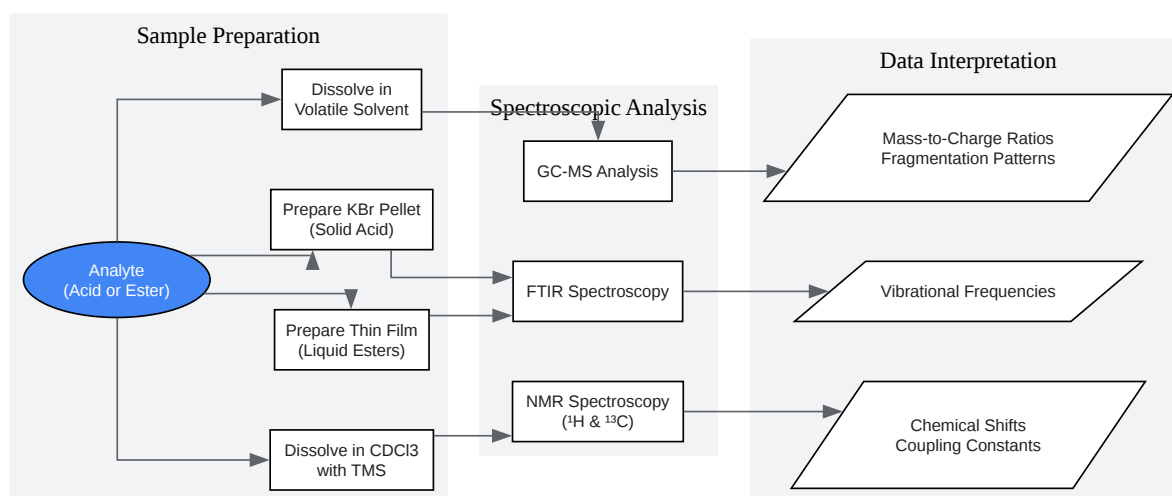 Sample Preparation
Dissolve in
Volatile Solvent
Prepare KBr Pellet
(Solid Acid)
Analyte
(Acid or Ester)
Prepare Thin Film
(Liquid Esters)
Dissolve in CDCl3
with TMS
Spectroscopic Analysis
GC-MS Analysis
FTIR Spectroscopy
NMR Spectroscopy
(¹H & ¹³C)
Data Interpretation
Mass-to-Charge Ratios
Fragmentation Patterns
Vibrational Frequencies
Chemical Shifts
Coupling Constants